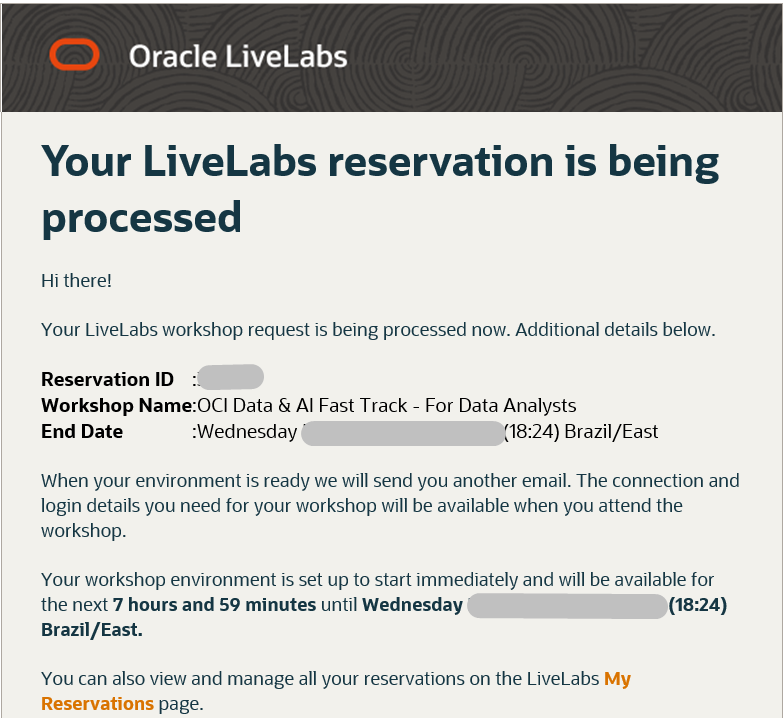 Oracle LiveLabs
Your LiveLabs reservation is being
processed
Hi there!
Your LiveLabs workshop request is being processed now. Additional details below.
Reservation ID :
Workshop Name:OCI Data & AI Fast Track - For Data Analysts
End Date :Wednesday (18:24) Brazil/East
When your environment is ready we will send you another email. The connection and
login details you need for your workshop will be available when you attend the
workshop.
Your workshop environment is set up to start immediately and will be available for
the next 7 hours and 59 minutes until Wednesday (18:24)
Brazil/East.
You can also view and manage all your reservations on the LiveLabs My
Reservations page.